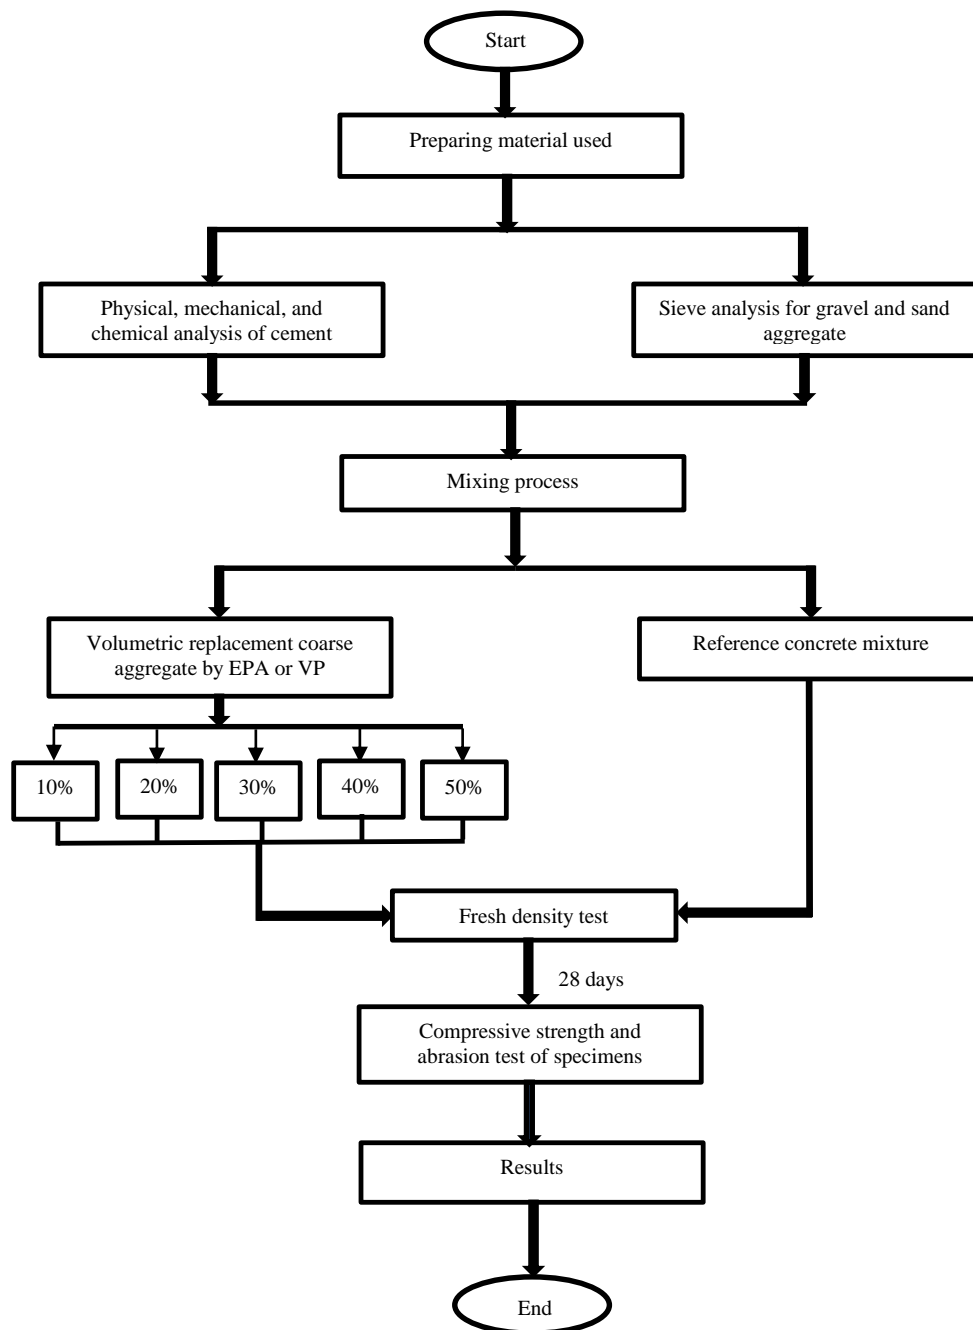 Start
Preparing material used
Physical, mechanical, and
chemical analysis of cement
Sieve analysis for gravel and sand
aggregate
Mixing process
Volumetric replacement coarse
aggregate by EPA or VP
Reference concrete mixture
10%
20%
30%
40%
50%
Fresh density test
28 days
Compressive strength and
abrasion test of specimens
Results
End